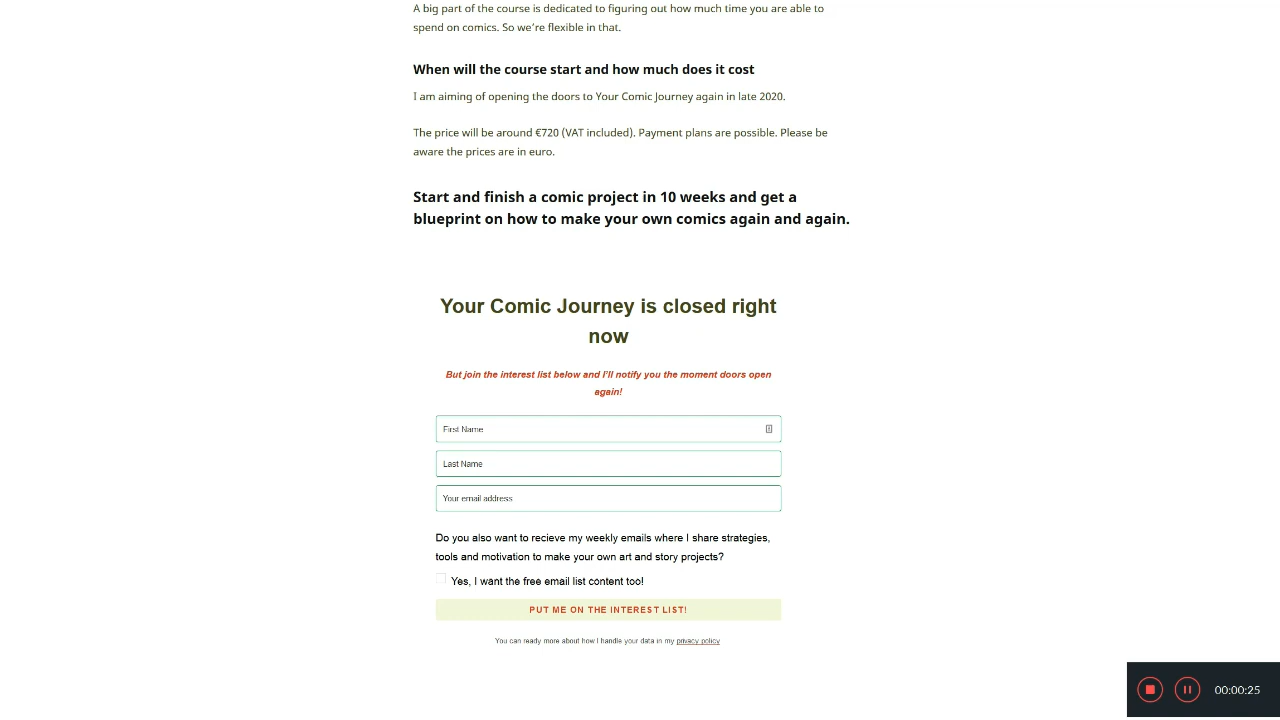 A big part of the course is dedicated to figuring out how much time you are able to
spend on comics. So we're flexible in that.
When will the course start and how much does it cost
I am aiming of opening the doors to Your Comic Journey again in late 2020.
The price will be around €720 (VAT included). Payment plans are possible. Please be
aware the prices are in euro.
Start and finish a comic project in 10 weeks and get a
blueprint on how to make your own comics again and again.
Your Comic Journey is closed right
now
But join the interest list below and I'll notify you the moment doors open
again!
First Name
Last Name
Your email address
Do you also want to recieve my weekly emails where I share strategies,
tools and motivation to make your own art and story projects?
Yes, I want the free email list content too!
PUT ME ON THE INTEREST LIST!
You can ready more about how I handle your data in my privacy policy
00:00:25